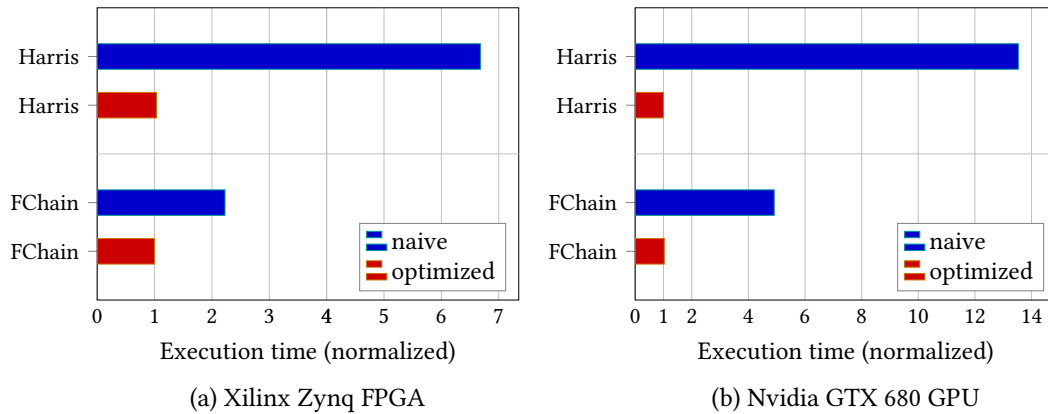 Harris
Harris
FChain
FChain
naive
optimized
0 1 2 3 4 5 6 7
Execution time (normalized)
(a) Xilinx Zynq FPGA
Harris
Harris
FChain
FChain
naive
optimized
0 1 2 4 6 8 10 12 14
Execution time (normalized)
(b) Nvidia GTX 680 GPU